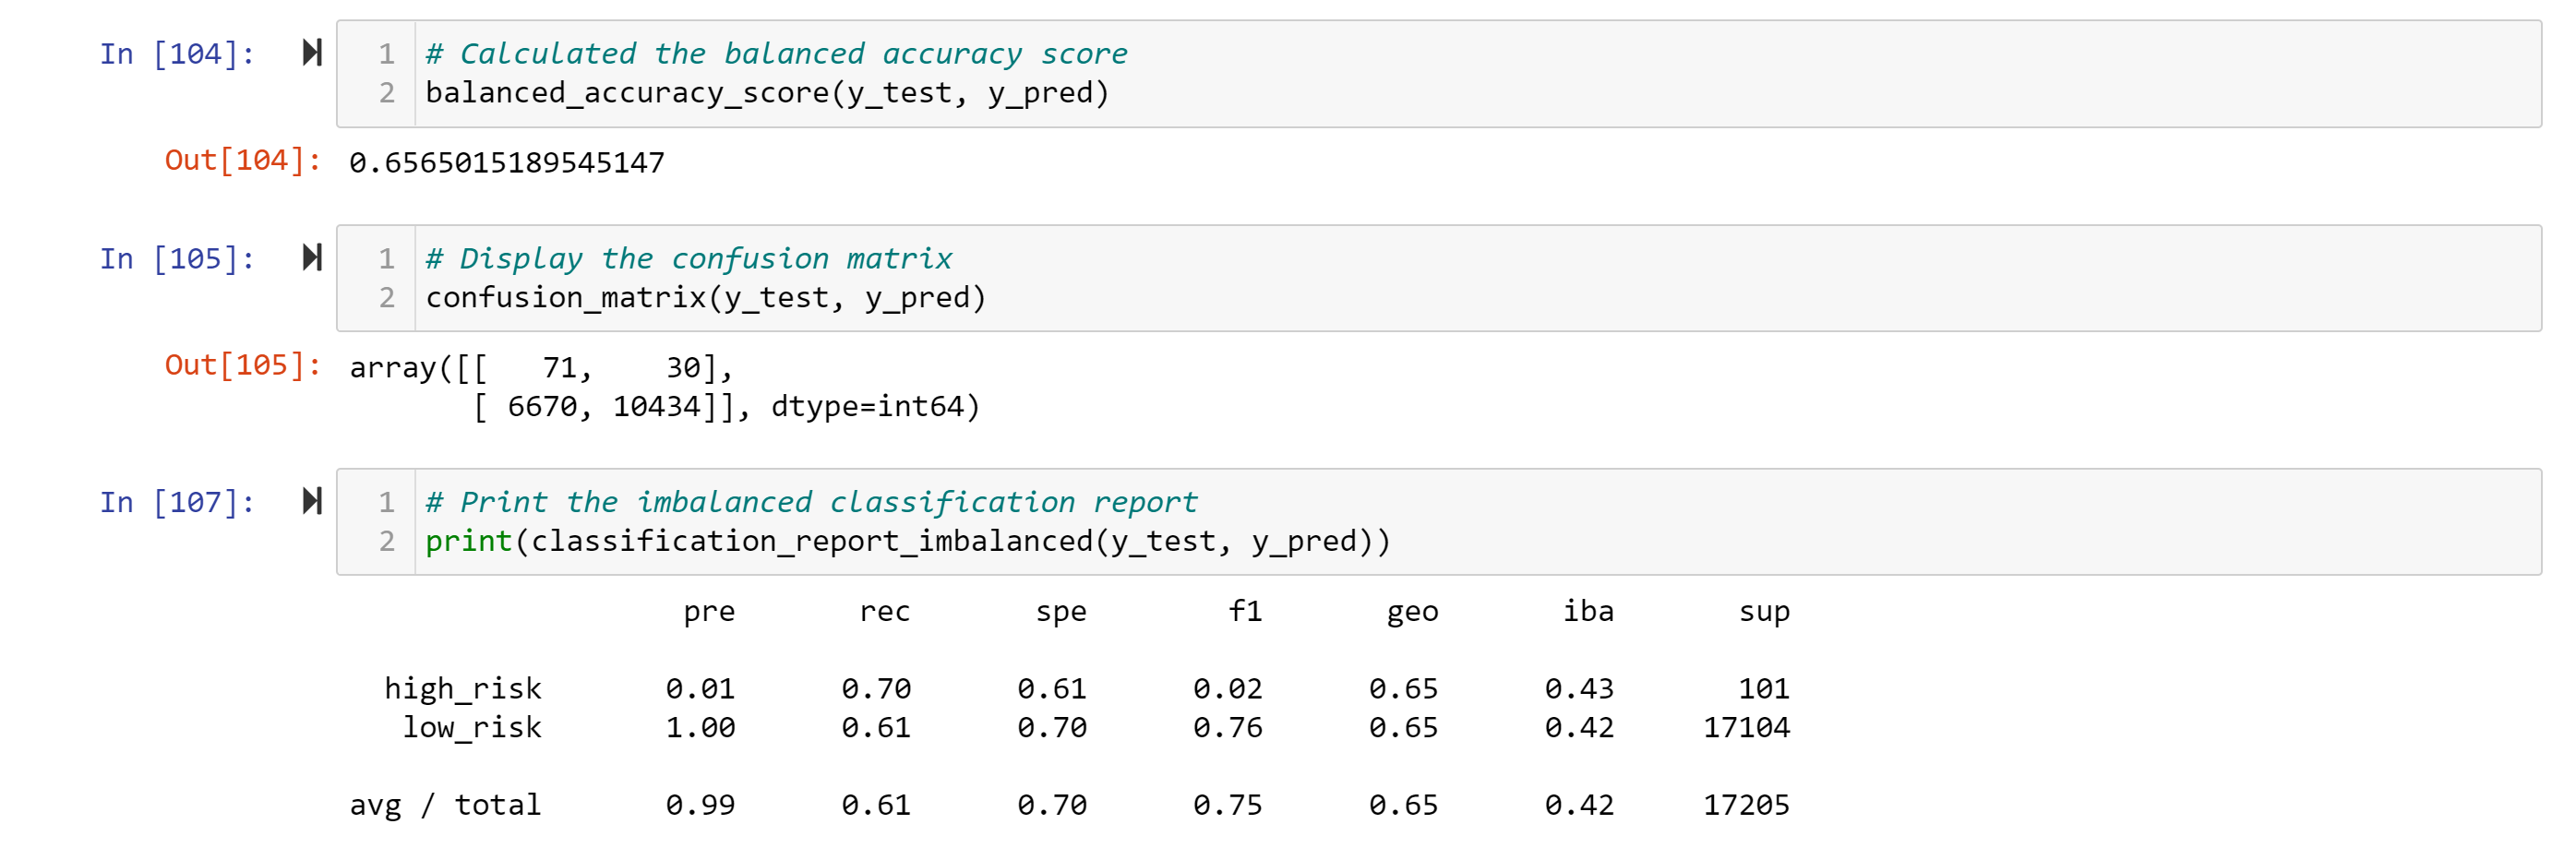 In [104]:
1 # Calculated the balanced accuracy score
2 balanced_accuracy_score(y_test, y_pred)
Out[104]: 0.6565015189545147
In [105]:
1 # Display the confusion matrix
2 confusion_matrix(y_test, y_pred)
Out[105]: array([[   71,    30],
       [ 6670, 10434]], dtype=int64)
In [107]:
1 # Print the imbalanced classification report
2 print(classification_report_imbalanced(y_test, y_pred))
pre rec spe f1 geo iba sup
high_risk 0.01 0.70 0.61 0.02 0.65 0.43 101
low_risk 1.00 0.61 0.70 0.76 0.65 0.42 17104
avg / total 0.99 0.61 0.70 0.75 0.65 0.42 17205